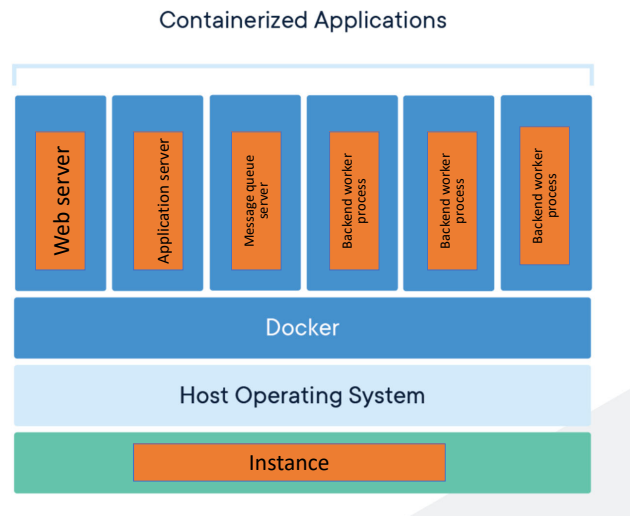 Containerized Applications
Web server
Application server
Message queue
server
Backend worker
process
Backend worker
process
Backend worker
process
Docker
Host Operating System
Instance